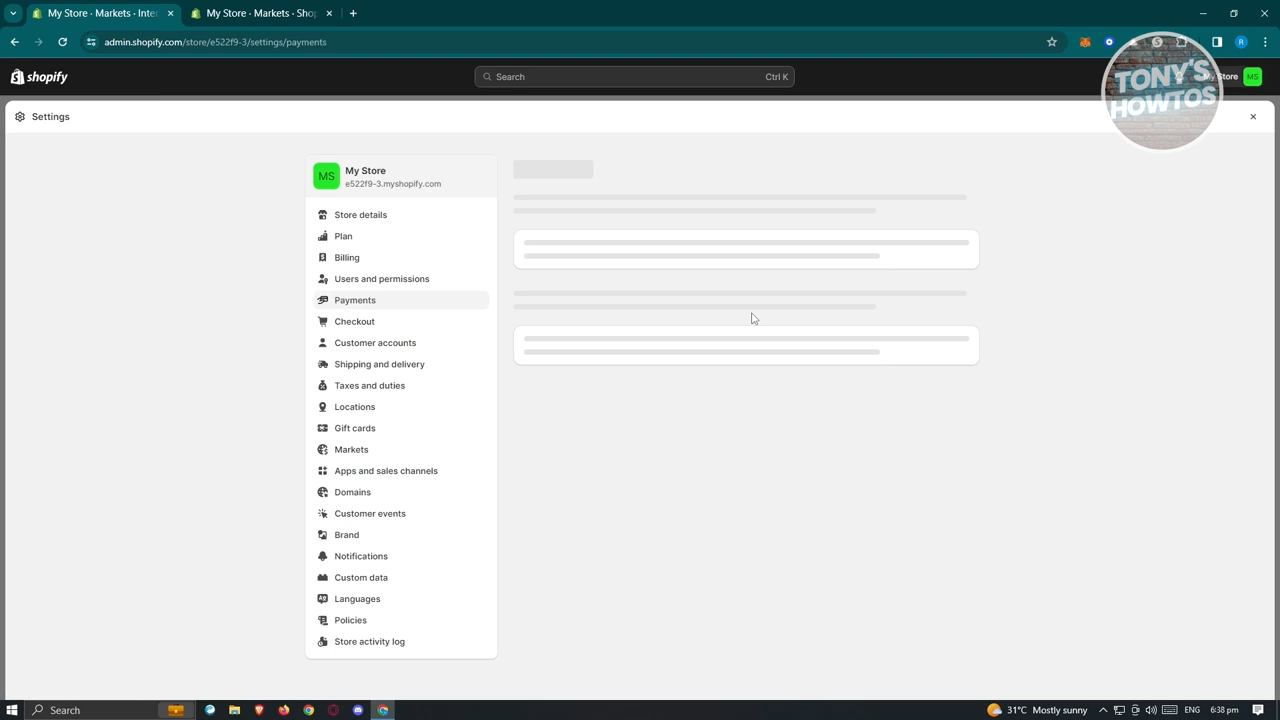 My Store · Markets · Inter
My Store · Markets · Shop
admin.shopify.com/store/e522f9-3/settings/payments
shopify
Search
Ctrl K
My Store
MS
TONY'S
HOWTOS
Settings
MS
My Store
e522f9-3.myshopify.com
Store details
Plan
Billing
Users and permissions
Payments
Checkout
Customer accounts
Shipping and delivery
Taxes and duties
Locations
Gift cards
Markets
Apps and sales channels
Domains
Customer events
Brand
Notifications
Custom data
Languages
Policies
Store activity log
Search
31°C Mostly sunny
ENG
6:38 pm